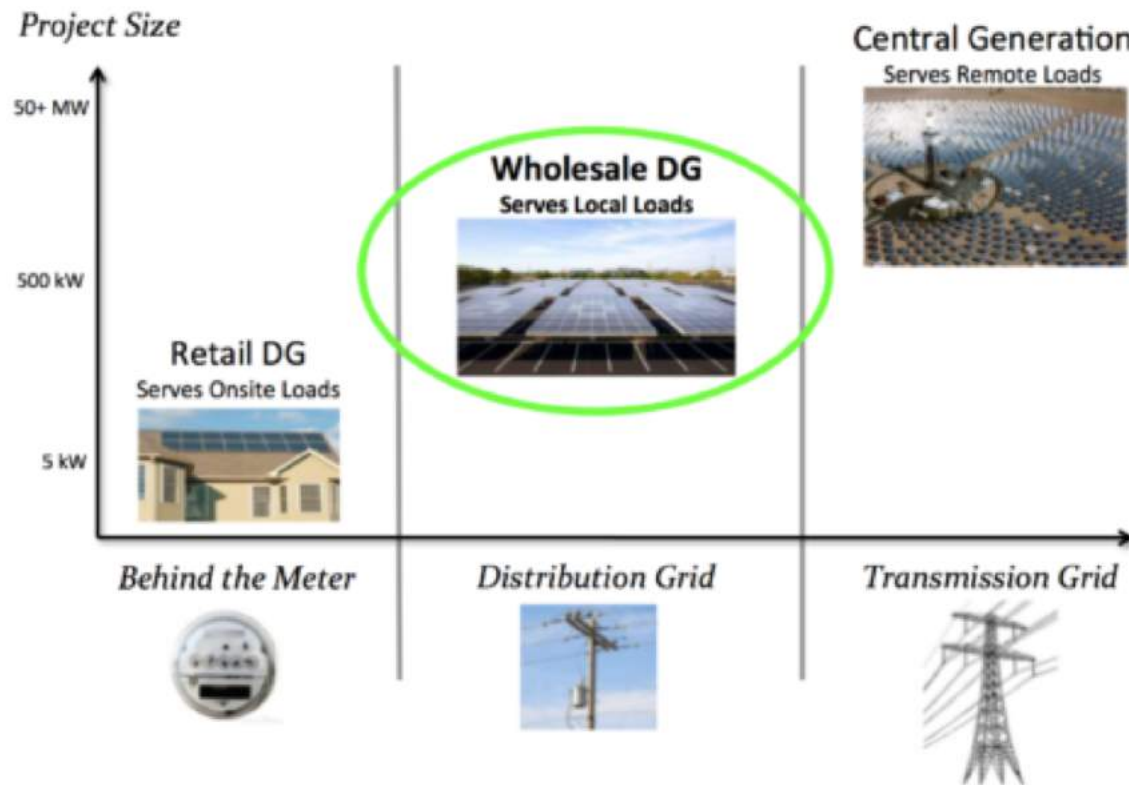 Project Size
Central Generation
Serves Remote Loads
50+ MW
Wholesale DG
Serves Local Loads
500 kW
Retail DG
Serves Onsite Loads
5 kW
Behind the Meter
Distribution Grid
Transmission Grid